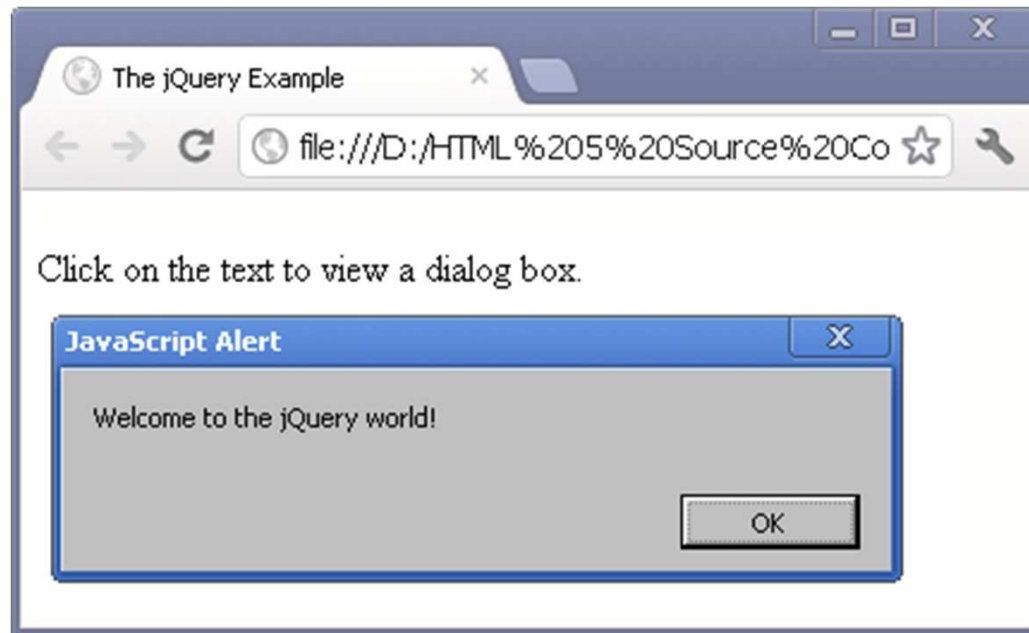 The jQuery Example
file:///D:/HTML%205%20Source%20Co
Click on the text to view a dialog box.
JavaScript Alert
Welcome to the jQuery world!
OK